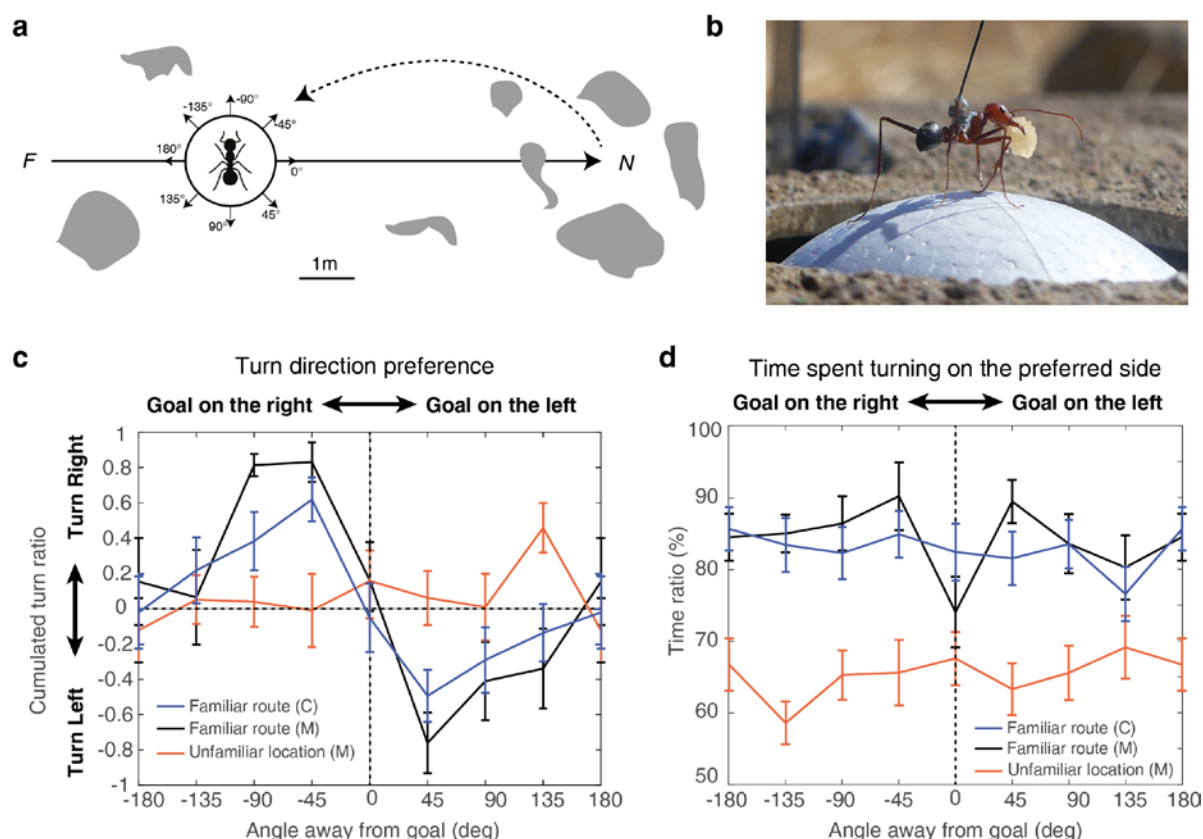 a
b
-90°
-135°
-45°
F
180°
0°
N
135°
45°
90°
1m
c
Turn direction preference
Goal on the right
Goal on the left
Turn Right
Turn Left
Cumulated turn ratio
1
0.8
0.6
0.4
0.2
0
-0.2
-0.4
-0.6
-0.8
-1
Familiar route (C)
Familiar route (M)
Unfamiliar location (M)
-180 -135 -90 -45 0 45 90 135 180
Angle away from goal (deg)
d
Time spent turning on the preferred side
Goal on the right
Goal on the left
Time ratio (%)
100
90
80
70
60
50
Familiar route (C)
Familiar route (M)
Unfamiliar location (M)
-180 -135 -90 -45 0 45 90 135 180
Angle away from goal (deg)